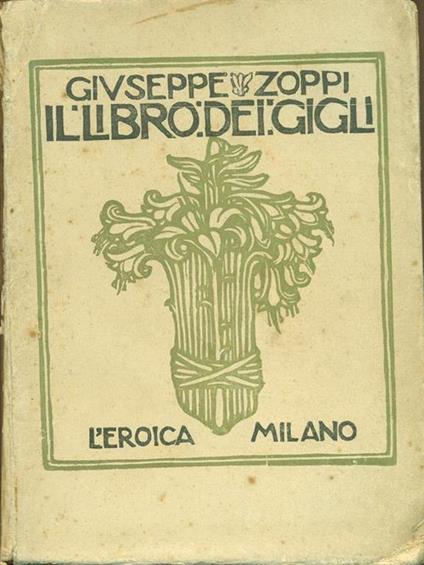 GIVSEPPE ZOPPI
IL·LIBRO·DEI·GIGLI
L'EROICA MILANO